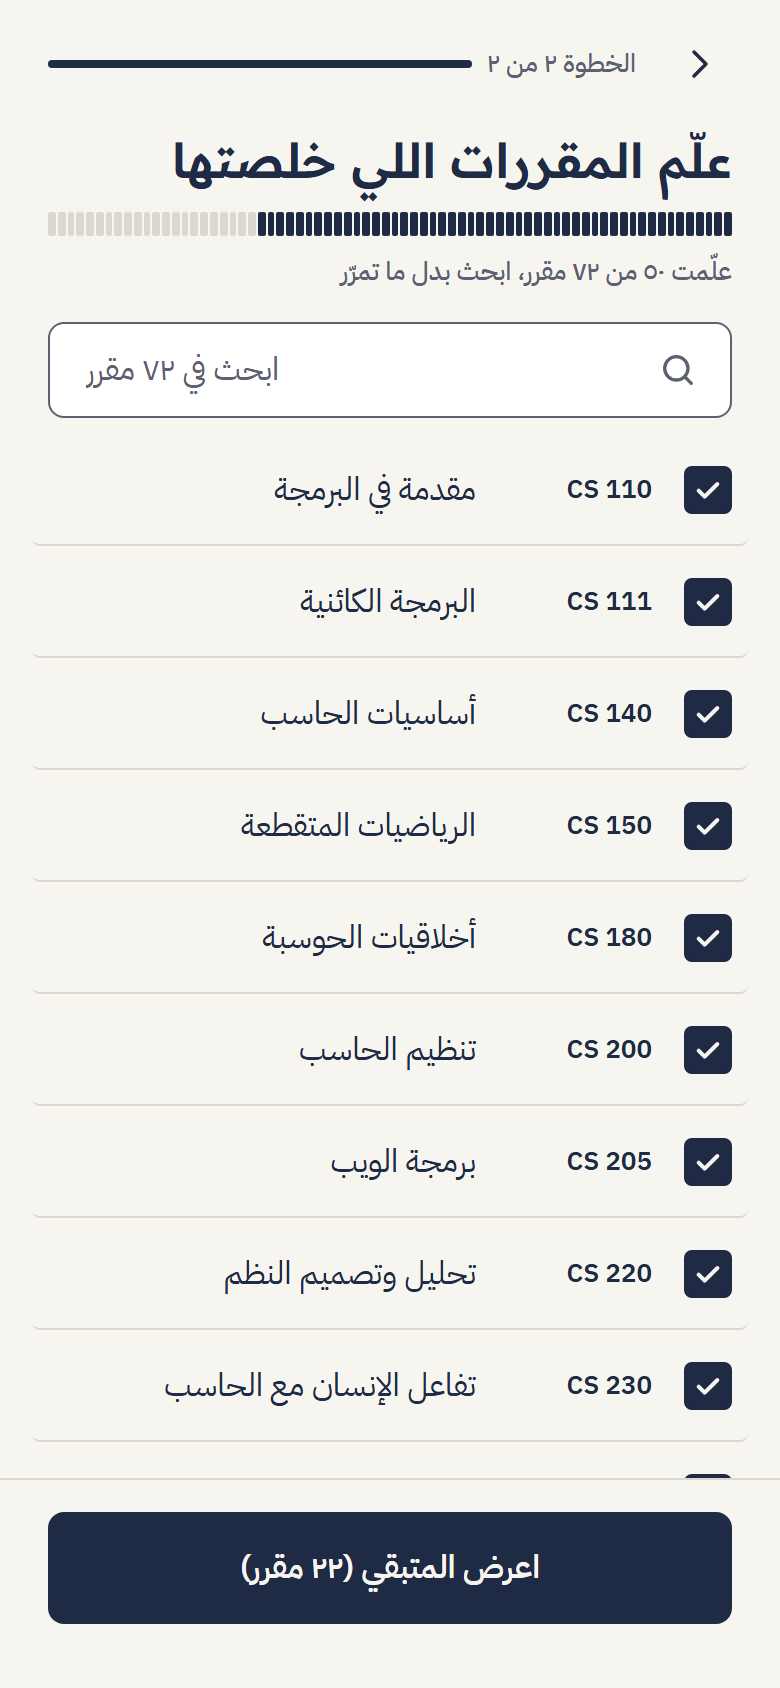 الخطوة ٢ من ٢
علّم المقررات اللي خلصتها
علّمت ٥٠ من ٧٢ مقرر، ابحث بدل ما تمرّر
ابحث في ٧٢ مقرر
CS 110 مقدمة في البرمجة
CS 111 البرمجة الكائنية
CS 140 أساسيات الحاسب
CS 150 الرياضيات المتقطعة
CS 180 أخلاقيات الحوسبة
CS 200 تنظيم الحاسب
CS 205 برمجة الويب
CS 220 تحليل وتصميم النظم
CS 230 تفاعل الإنسان مع الحاسب
اعرض المتبقي (٢٢ مقرر)